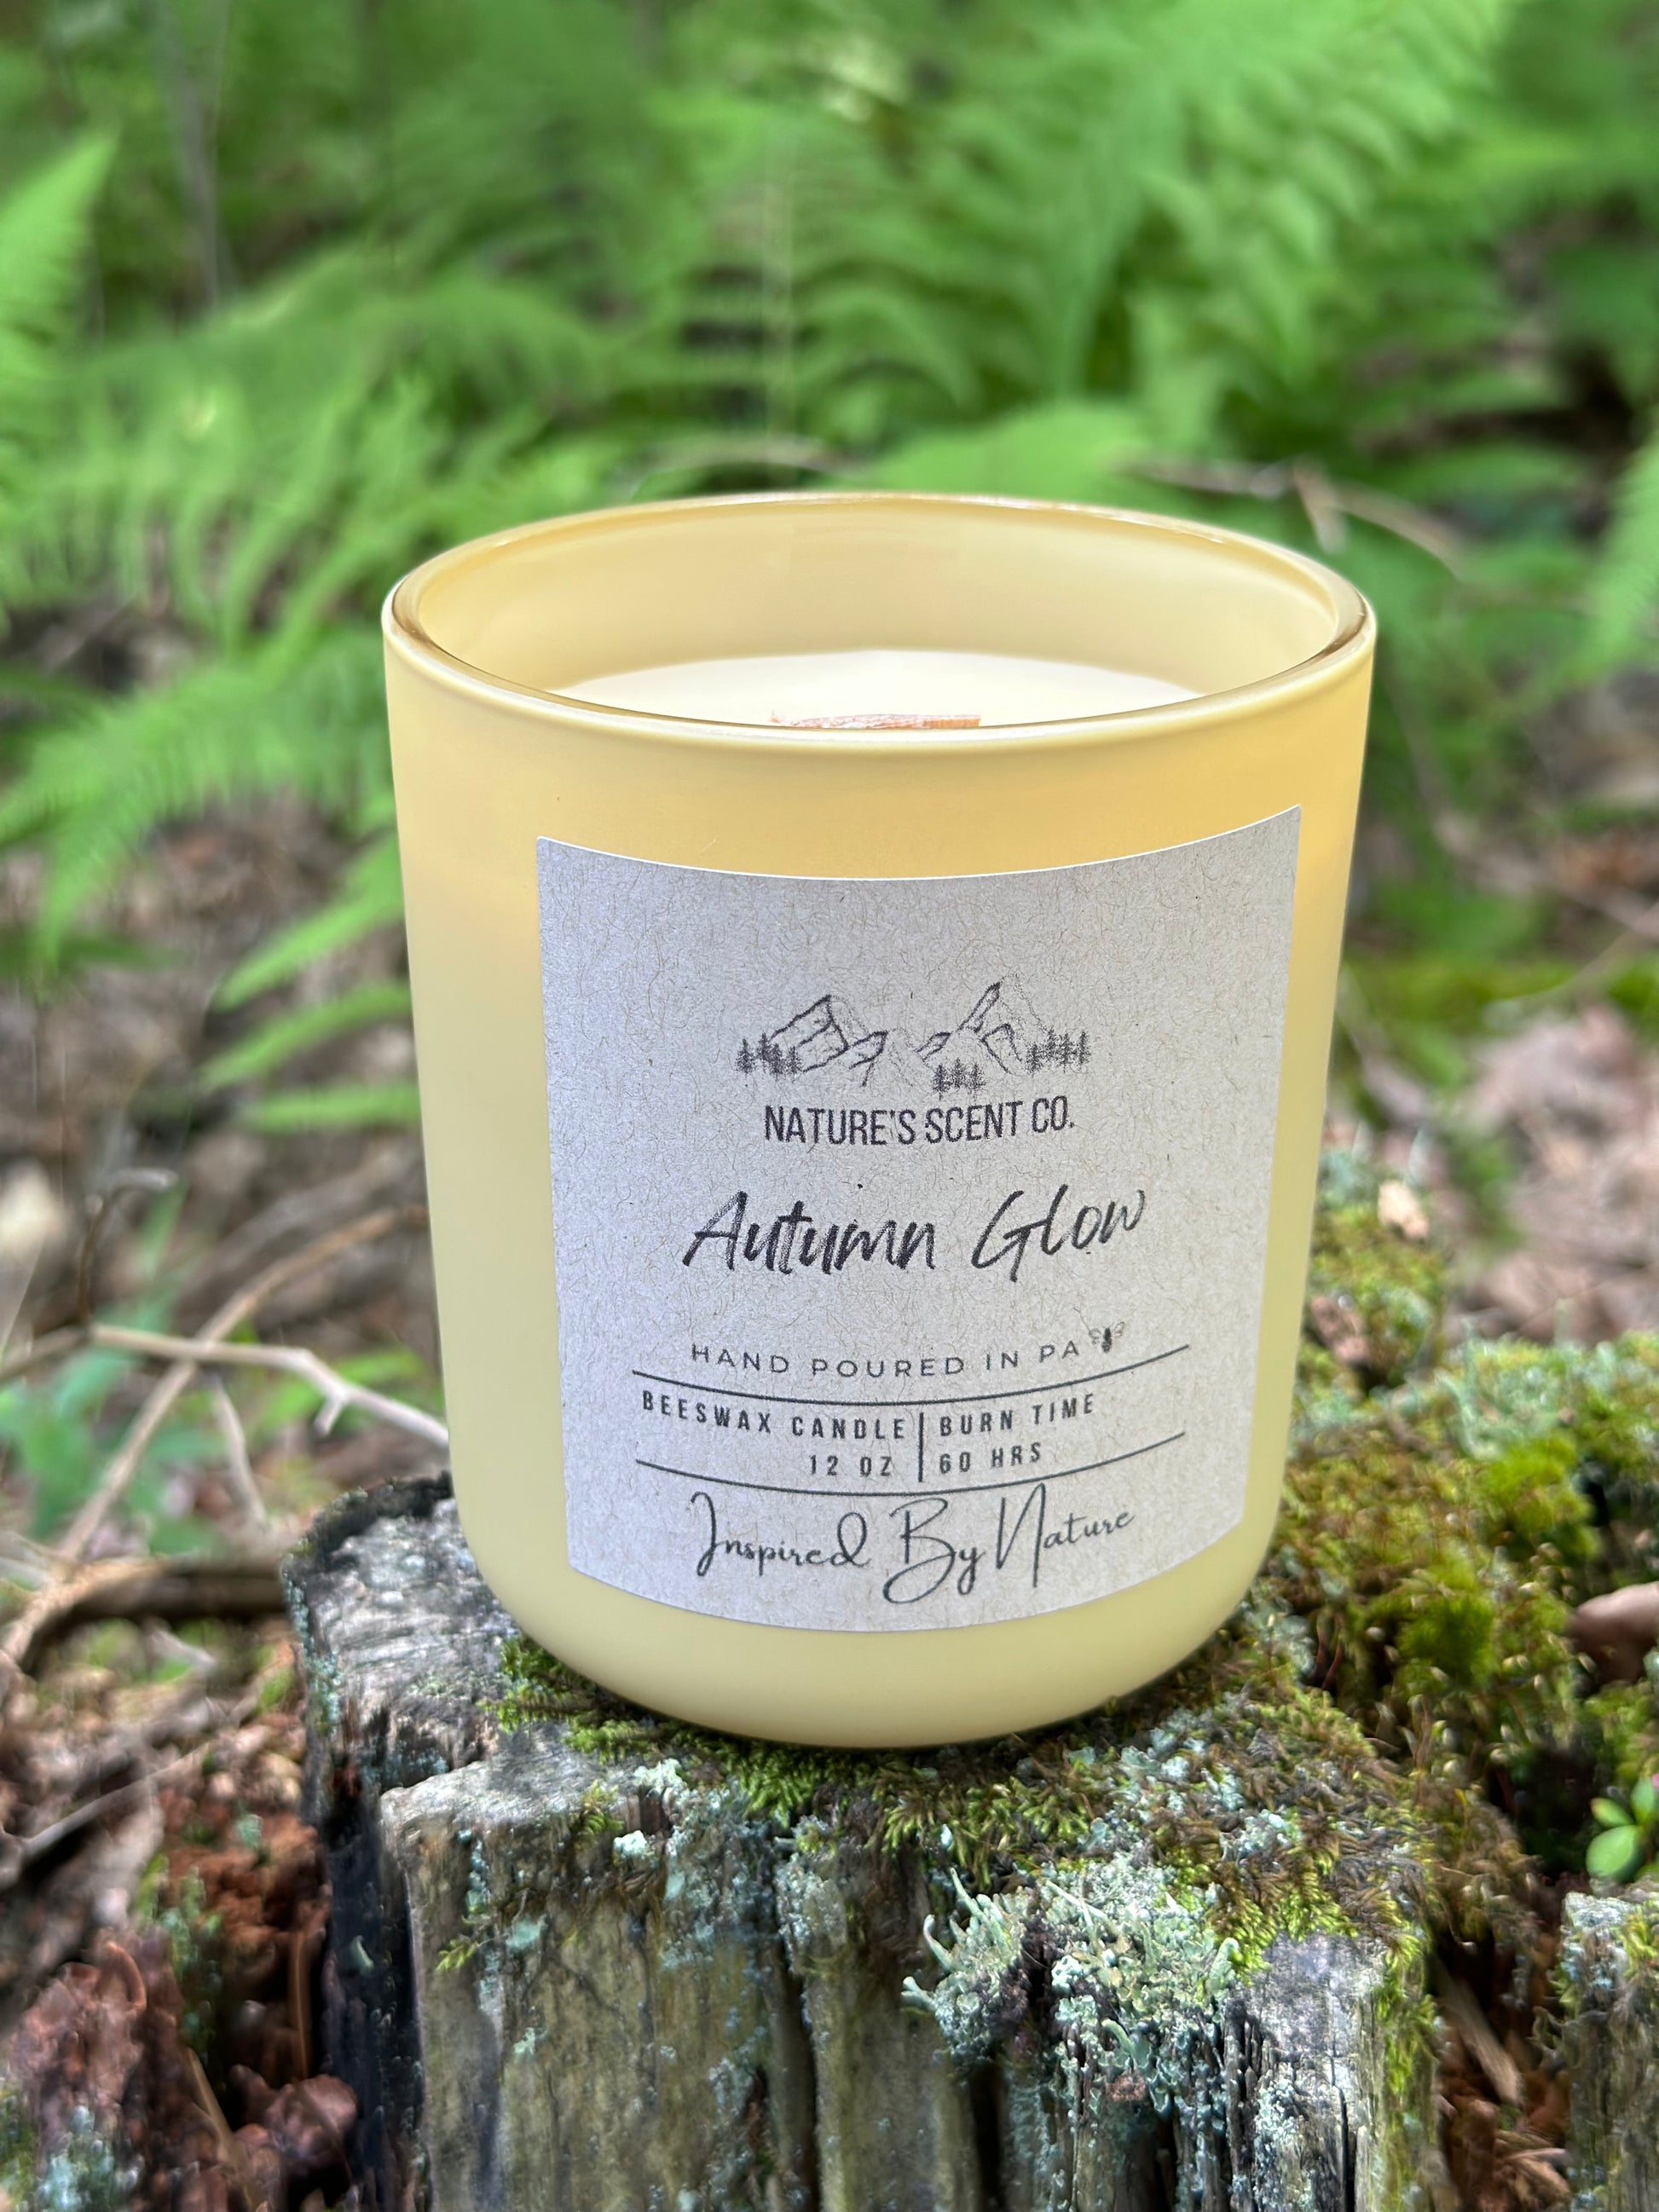 NATURE'S SCENT CO.
Autumn Glow
HAND POURED IN PA
BEESWAX CANDLE | BURN TIME
12 OZ | 60 HRS
Inspired By Nature